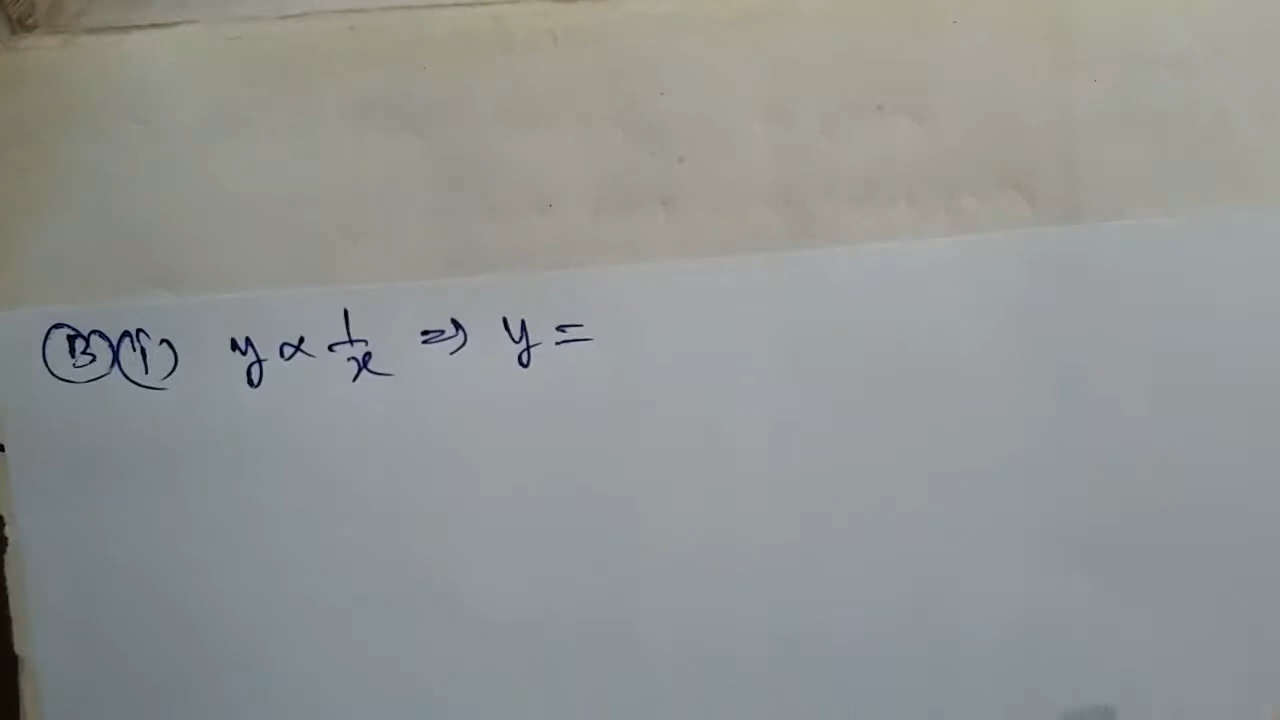 (B)(i) y ∝ 1/x ⇒ y =